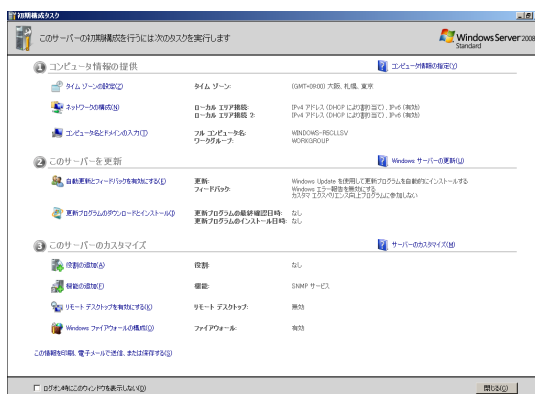 初期構成タスク
このサーバーの初期構成を行うには次のタスクを実行します
Windows Server 2008
Standard
1 コンピュータ情報の提供
コンピュータ情報の指定(Y)
タイム ゾーンの設定(Z)
タイム ゾーン: (GMT+09:00) 大阪、札幌、東京
ネットワークの構成(N)
ローカル エリア接続: IPv4 アドレス (DHCP により割り当て)、IPv6 (有効)
ローカル エリア接続 2: IPv4 アドレス (DHCP により割り当て)、IPv6 (有効)
コンピュータ名とドメインの入力(T)
フル コンピュータ名:
ワークグループ: WORKGROUP
2 このサーバーを更新
Windows サーバーの更新(U)
自動更新とフィードバックを有効にする(E)
更新: Windows Update を使用して更新プログラムを自動的にインストールする
フィードバック: Windows エラー報告を無効にする
カスタマ エクスペリエンス向上プログラムに参加しない
更新プログラムのダウンロードとインストール(I)
更新プログラムの最終確認日時: なし
更新プログラムのインストール日時: なし
3 このサーバーのカスタマイズ
サーバーのカスタマイズ(M)
役割の追加(A)
役割: なし
機能の追加(F)
機能: SNMP サービス
リモート デスクトップを有効にする(K)
リモート デスクトップ: 無効
Windows ファイアウォールの構成(O)
ファイアウォール: 有効
この情報を印刷、電子メールで送信、または保存する(S)
ログオン時にこのウィンドウを表示しない(D)
閉じる(C)